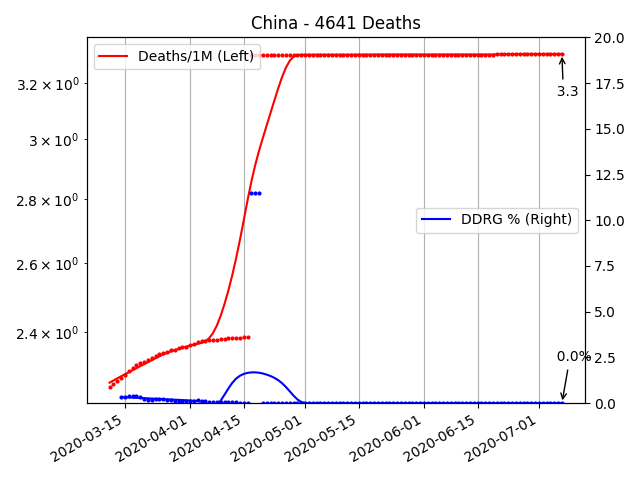 China - 4641 Deaths
Deaths/1M (Left)
DDRG % (Right)
3.3
0.0%
3.2 × 10⁰
3 × 10⁰
2.8 × 10⁰
2.6 × 10⁰
2.4 × 10⁰
20.0
17.5
15.0
12.5
10.0
7.5
5.0
2.5
0.0
2020-03-15
2020-04-01
2020-04-15
2020-05-01
2020-05-15
2020-06-01
2020-06-15
2020-07-01